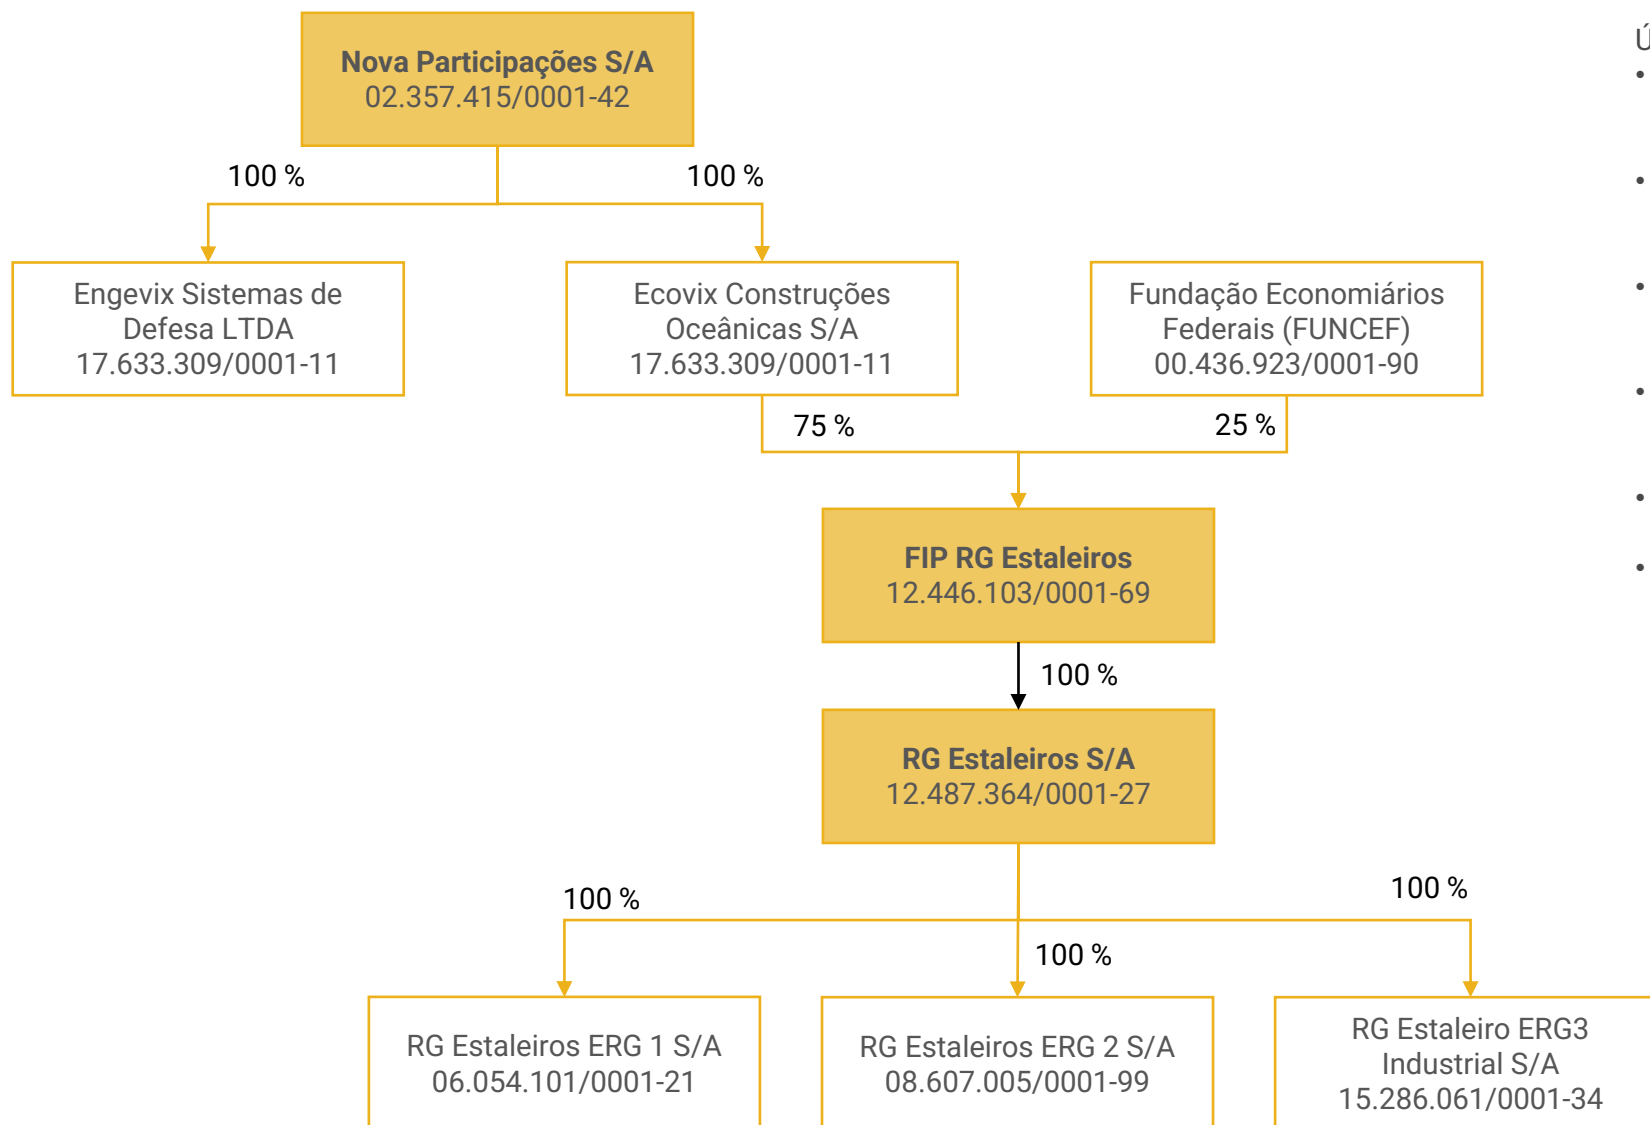 Nova Participações S/A
02.357.415/0001-42
Ú
•
•
•
•
•
•
100 %
100 %
Engevix Sistemas de
Defesa LTDA
17.633.309/0001-11
Ecovix Construções
Oceânicas S/A
17.633.309/0001-11
Fundação Economiários
Federais (FUNCEF)
00.436.923/0001-90
75 %
25 %
FIP RG Estaleiros
12.446.103/0001-69
100 %
RG Estaleiros S/A
12.487.364/0001-27
100 %
100 %
100 %
RG Estaleiros ERG 1 S/A
06.054.101/0001-21
RG Estaleiros ERG 2 S/A
08.607.005/0001-99
RG Estaleiro ERG3
Industrial S/A
15.286.061/0001-34